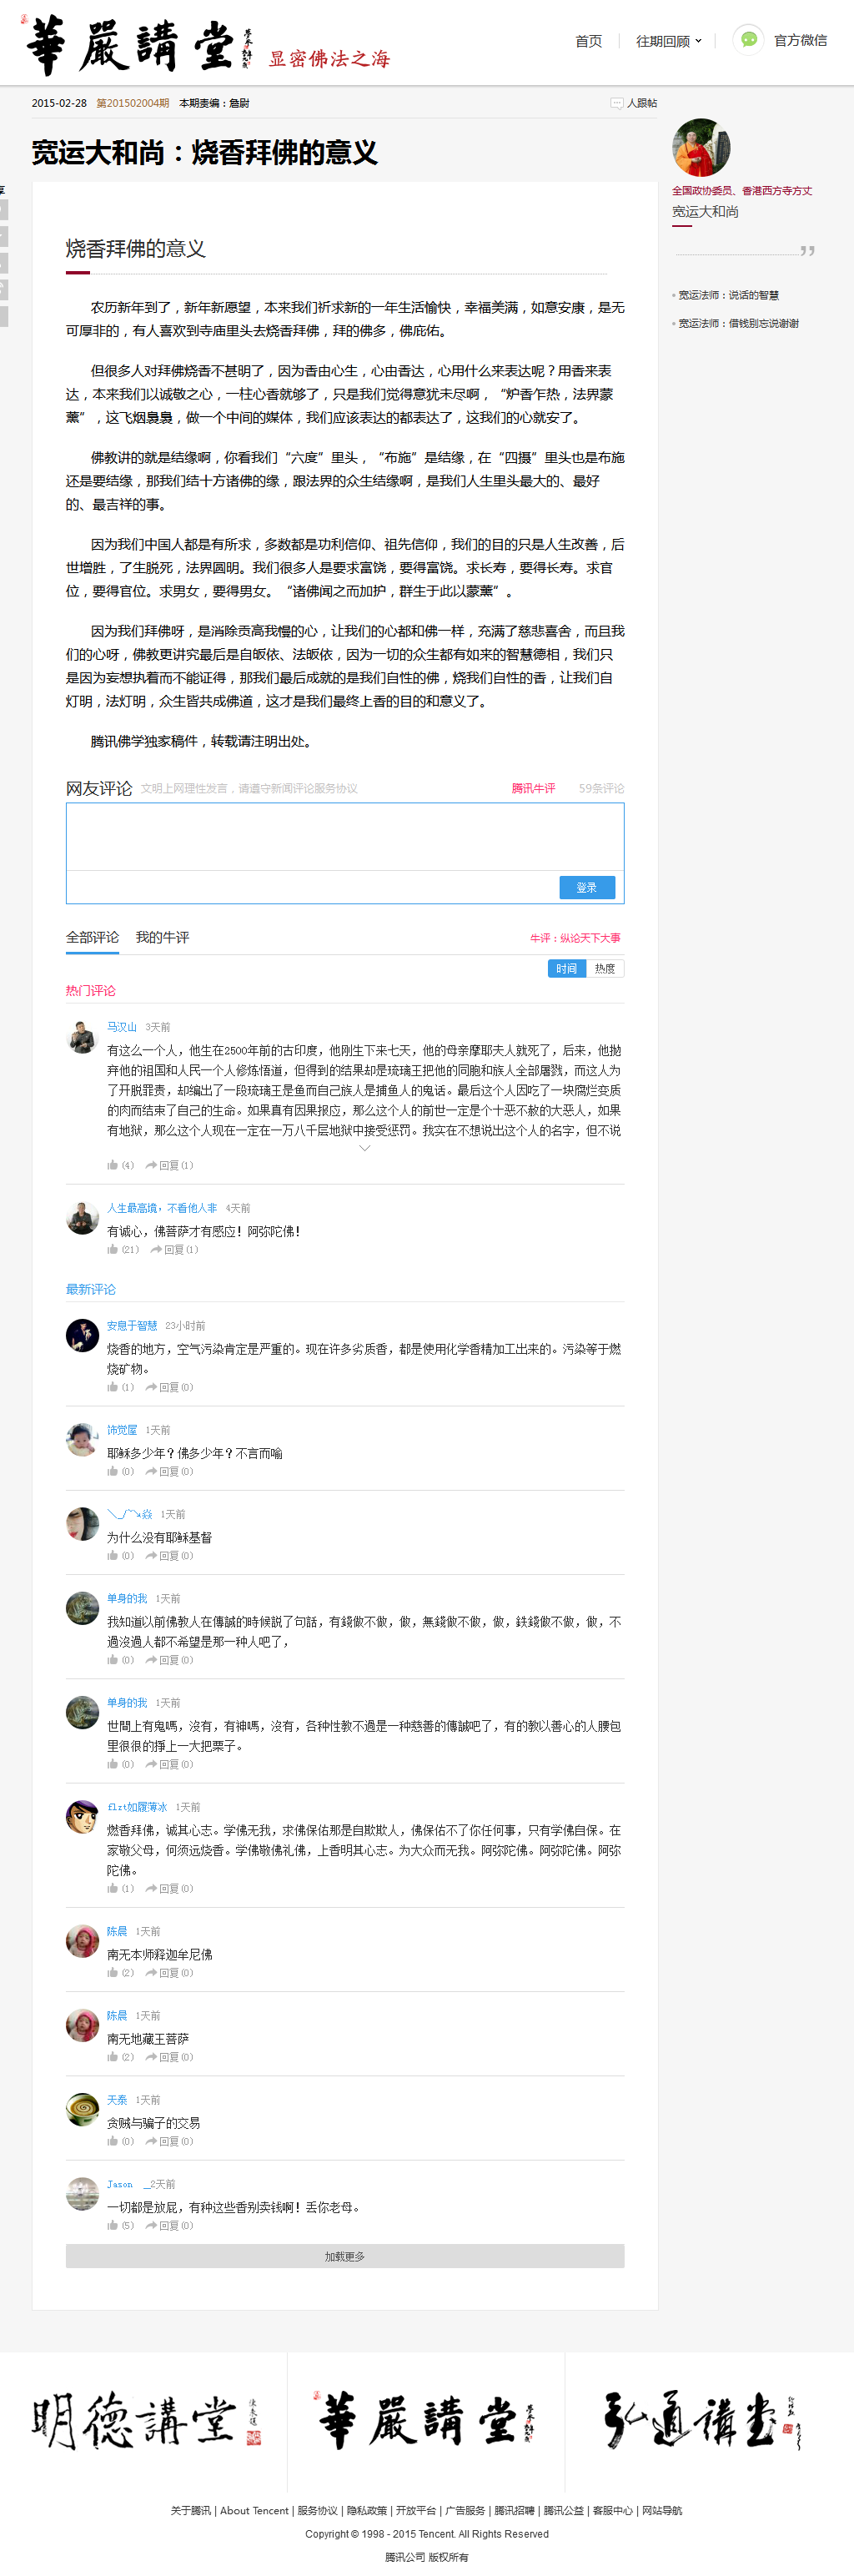 華嚴講堂
显密佛法之海
首页
往期回顾
官方微信
2015-02-28 第201502004期 本期责编：詹尉
人跟帖
宽运大和尚：烧香拜佛的意义
享
全国政协委员、香港西方寺方丈
宽运大和尚
宽运法师：说话的智慧
宽运法师：借钱别忘说谢谢
烧香拜佛的意义
农历新年到了，新年新愿望，本来我们祈求新的一年生活愉快，幸福美满，如意安康，是无
可厚非的，有人喜欢到寺庙里头去烧香拜佛，拜的佛多，佛庇佑。
但很多人对拜佛烧香不甚明了，因为香由心生，心由香达，心用什么来表达呢？用香来表
达，本来我们以诚敬之心，一柱心香就够了，只是我们觉得意犹未尽啊，“炉香乍热，法界蒙
薰”，这飞烟袅袅，做一个中间的媒体，我们应该表达的都表达了，这我们的心就安了。
佛教讲的就是结缘啊，你看我们“六度”里头，“布施”是结缘，在“四摄”里头也是布施
还是要结缘，那我们结十方诸佛的缘，跟法界的众生结缘啊，是我们人生里头最大的、最好
的、最吉祥的事。
因为我们中国人都是有所求，多数都是功利信仰、祖先信仰，我们的目的只是人生改善，后
世增胜，了生脱死，法界圆明。我们很多人是要求富饶，要得富饶。求长寿，要得长寿。求官
位，要得官位。求男女，要得男女。“诸佛闻之而加护，群生于此以蒙薰”。
因为我们拜佛呀，是消除贡高我慢的心，让我们的心都和佛一样，充满了慈悲喜舍，而且我
们的心呀，佛教更讲究最后是自皈依、法皈依，因为一切的众生都有如来的智慧德相，我们只
是因为妄想执着而不能证得，那我们最后成就的是我们自性的佛，烧我们自性的香，让我们自
灯明，法灯明，众生皆共成佛道，这才是我们最终上香的目的和意义了。
腾讯佛学独家稿件，转载请注明出处。
网友评论 文明上网理性发言，请遵守新闻评论服务协议
腾讯牛评 59条评论
登录
全部评论 我的牛评
牛评：纵论天下大事
时间 热度
热门评论
马汉山 3天前
有这么一个人，他生在2500年前的古印度，他刚生下来七天，他的母亲摩耶夫人就死了，后来，他抛
弃他的祖国和人民一个人修炼悟道，但得到的结果却是琉璃王把他的同胞和族人全部屠戮，而这人为
了开脱罪责，却编出了一段琉璃王是鱼而自己族人是捕鱼人的鬼话。最后这个人因吃了一块腐烂变质
的肉而结束了自己的生命。如果真有因果报应，那么这个人的前世一定是个十恶不赦的大恶人，如果
有地狱，那么这个人现在一定在一万八千层地狱中接受惩罚。我实在不想说出这个人的名字，但不说
(4) 回复(1)
人生最高境，不看他人非 4天前
有诚心，佛菩萨才有感应！阿弥陀佛！
(21) 回复(1)
最新评论
安息于智慧 23小时前
烧香的地方，空气污染肯定是严重的。现在许多劣质香，都是使用化学香精加工出来的。污染等于燃
烧矿物。
(1) 回复(0)
饰觉屋 1天前
耶稣多少年？佛多少年？不言而喻
(0) 回复(0)
1天前
为什么没有耶稣基督
(0) 回复(0)
单身的我 1天前
我知道以前佛教人在傳誠的時候説了句話，有錢做不做，做，無錢做不做，做，鉄錢做不做，做，不
過沒過人都不希望是那一种人吧了，
(0) 回复(0)
单身的我 1天前
世間上有鬼嗎，沒有，有神嗎，沒有，各种性教不過是一种慈善的傳誠吧了，有的教以善心的人腰包
里很很的掙上一大把栗子。
(0) 回复(0)
flzt如履薄冰 1天前
燃香拜佛，诚其心志。学佛无我，求佛保佑那是自欺欺人，佛保佑不了你任何事，只有学佛自保。在
家敬父母，何须远烧香。学佛敬佛礼佛，上香明其心志。为大众而无我。阿弥陀佛。阿弥陀佛。阿弥
陀佛。
(1) 回复(0)
陈晨 1天前
南无本师释迦牟尼佛
(2) 回复(0)
陈晨 1天前
南无地藏王菩萨
(2) 回复(0)
天泰 1天前
贪贼与骗子的交易
(0) 回复(0)
Jason __2天前
一切都是放屁，有种这些香别卖钱啊！丢你老母。
(5) 回复(0)
加载更多
明德講堂
華嚴講堂
弘通講堂
关于腾讯 | About Tencent | 服务协议 | 隐私政策 | 开放平台 | 广告服务 | 腾讯招聘 | 腾讯公益 | 客服中心 | 网站导航
Copyright © 1998 - 2015 Tencent. All Rights Reserved
腾讯公司 版权所有